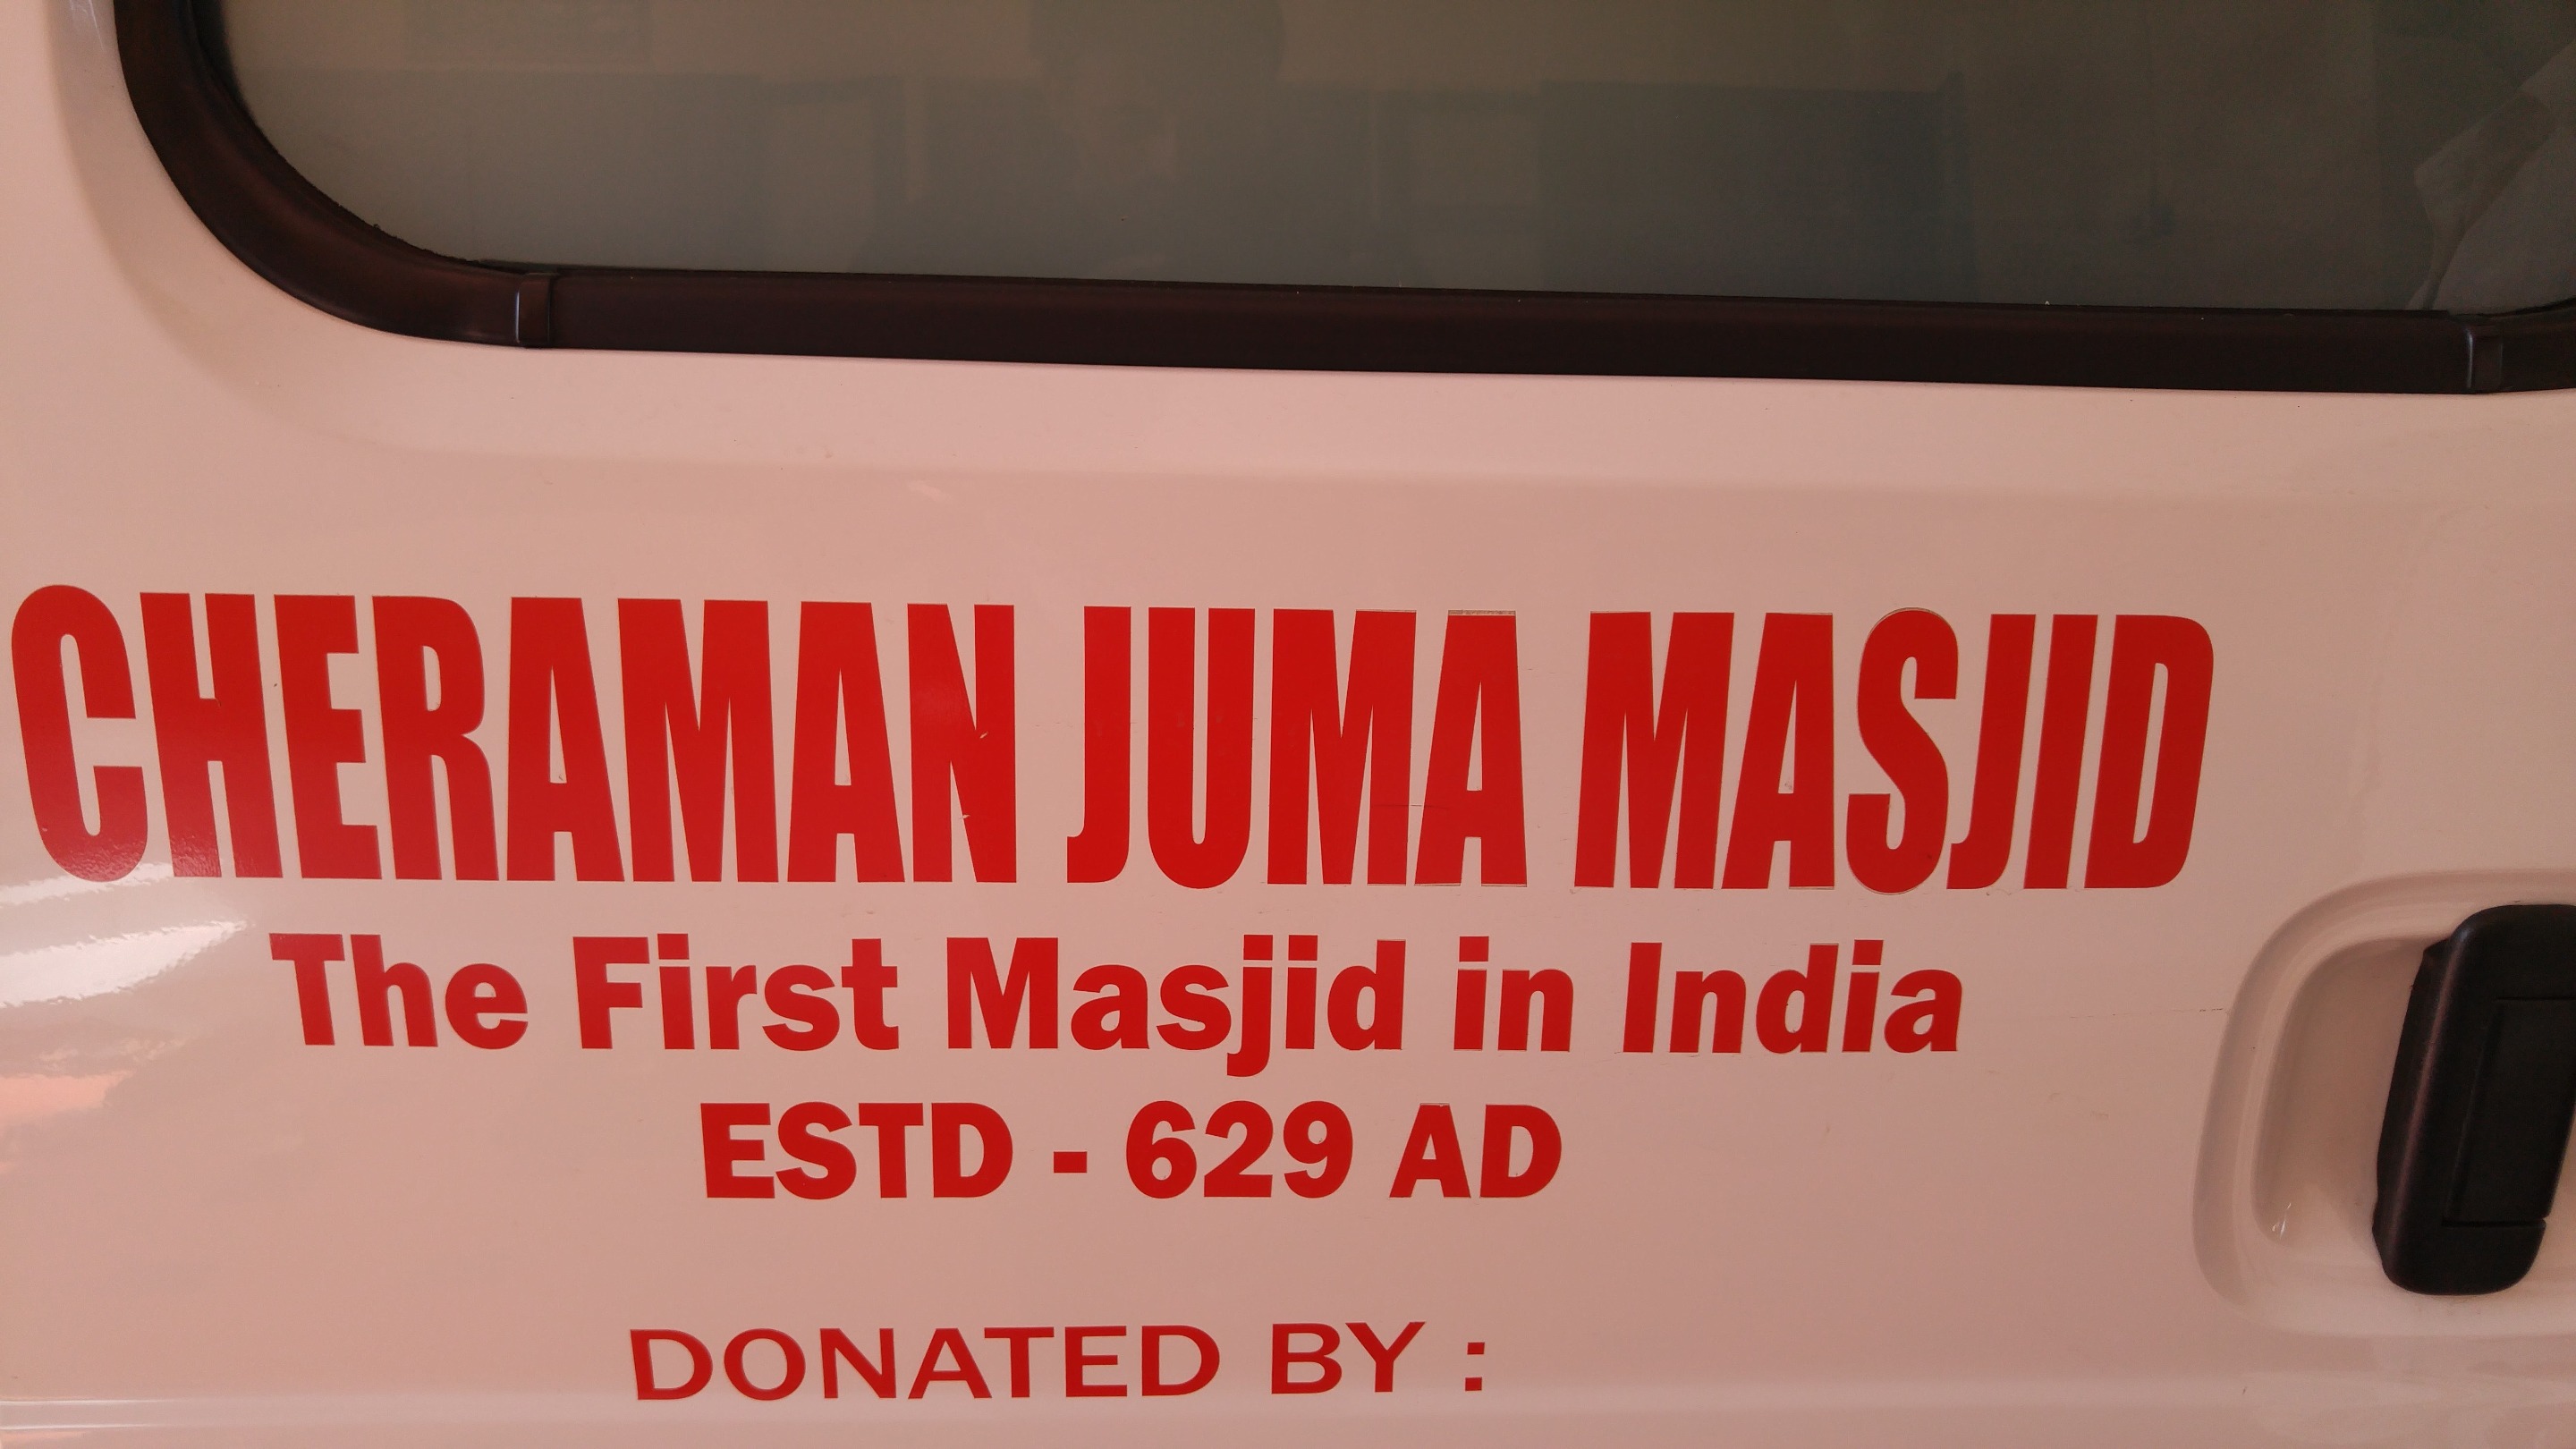 CHERAMAN JUMA MASJID
The First Masjid in India
ESTD - 629 AD
DONATED BY :